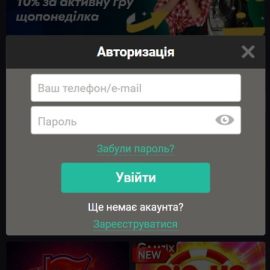 10% за активну гру
щопонеділка
Авторизація
Ваш телефон/e-mail
Пароль
Забули пароль?
Увійти
Ще немає акаунта?
Зареєструватися
NEW